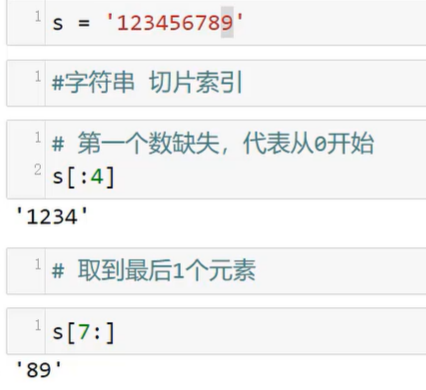 1 s = '123456789'
1 #字符串 切片索引
1 # 第一个数缺失，代表从0开始
2 s[:4]
'1234'
1 # 取到最后1个元素
1 s[7:]
'89'